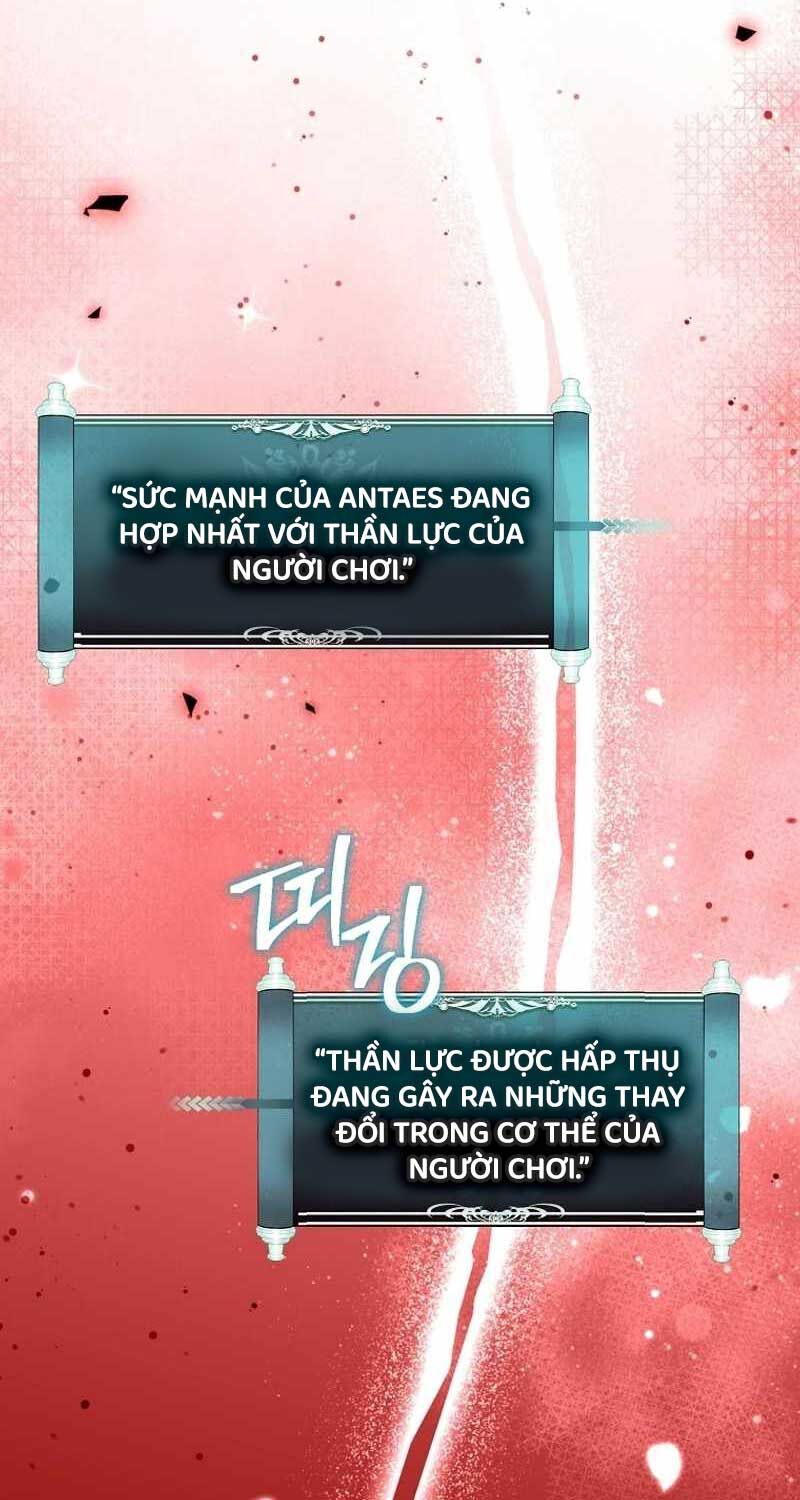 “SỨC MẠNH CỦA ANTAES ĐANG
HỢP NHẤT VỚI THẦN LỰC CỦA
NGƯỜI CHƠI.”
띠링
“THẦN LỰC ĐƯỢC HẤP THỤ
ĐANG GÂY RA NHỮNG THAY
ĐỔI TRONG CƠ THỂ CỦA
NGƯỜI CHƠI.”